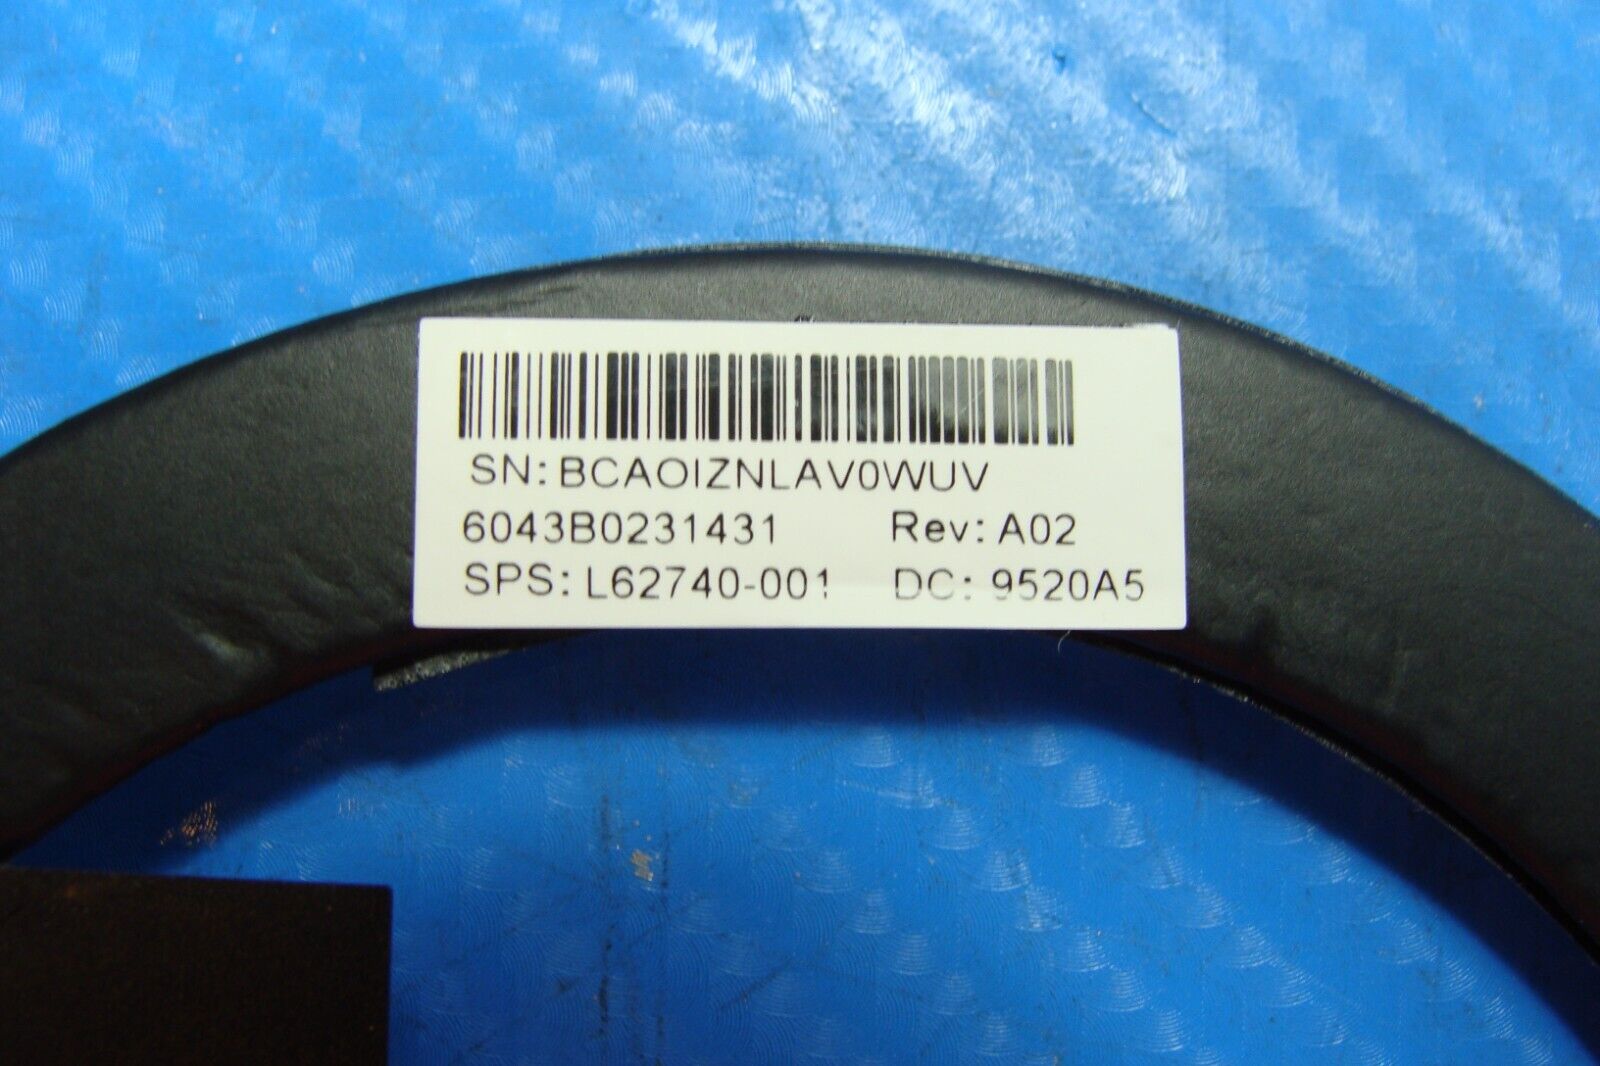 SN: BCAOIZNLAV0WUV
6043B0231431 Rev: A02
SPS: L62740-001 DC: 9520A5